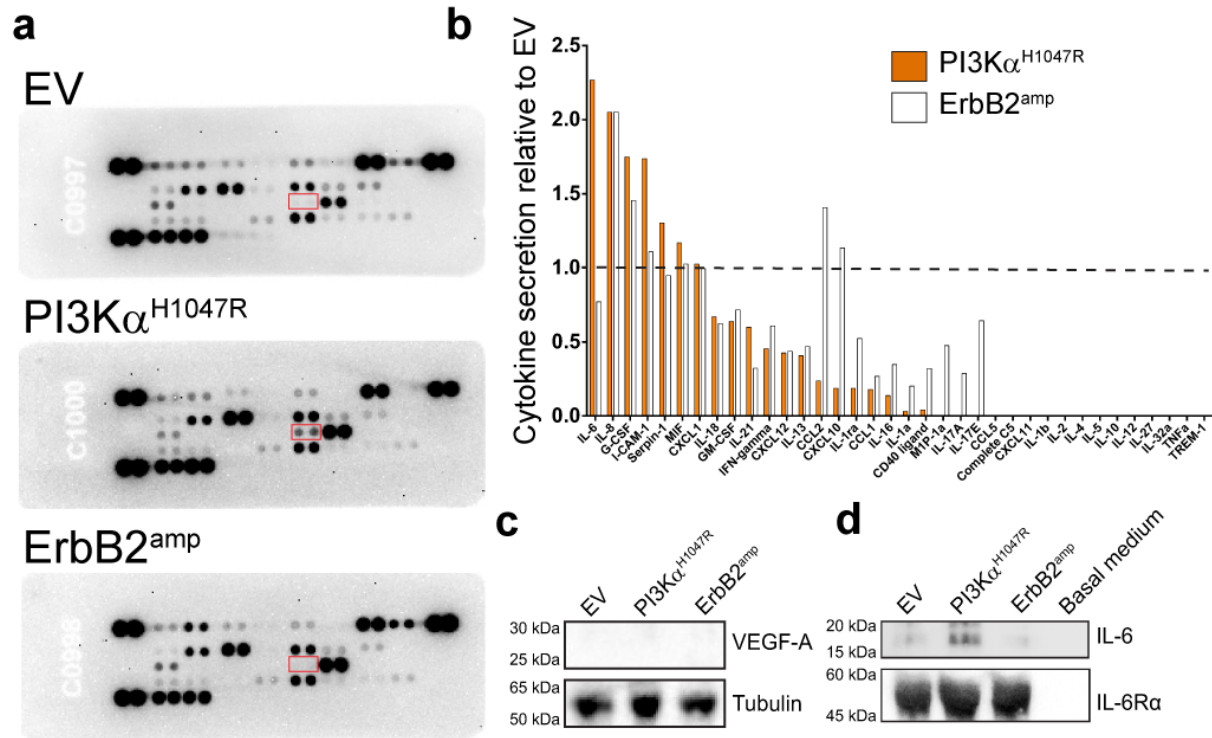 a
EV
C0997
PI3Kα^H1047R
C1000
ErbB2^amp
C0998
b
Cytokine secretion relative to EV
2.5
2.0
1.5
1.0
0.5
0.0
PI3Kα^H1047R
ErbB2^amp
IL-6
IL-8
G-CSF
I-CAM-1
Serpin-1
MIF
CXCL1
IL-18
GM-CSF
IL-21
IFN-gamma
CXCL12
IL-13
CCL2
CXCL10
IL-1ra
CCL1
IL-16
IL-1a
CD40 ligand
M1P-1a
IL-17A
IL-17E
CCL5
Complete C5
CXCL11
IL-1b
IL-2
IL-4
IL-5
IL-10
IL-12
IL-27
IL-32a
TNFa
TREM-1
c
EV
PI3Kα^H1047R
ErbB2^amp
30 kDa
25 kDa
VEGF-A
65 kDa
50 kDa
Tubulin
d
EV
PI3Kα^H1047R
ErbB2^amp
Basal medium
20 kDa
15 kDa
IL-6
60 kDa
45 kDa
IL-6Rα